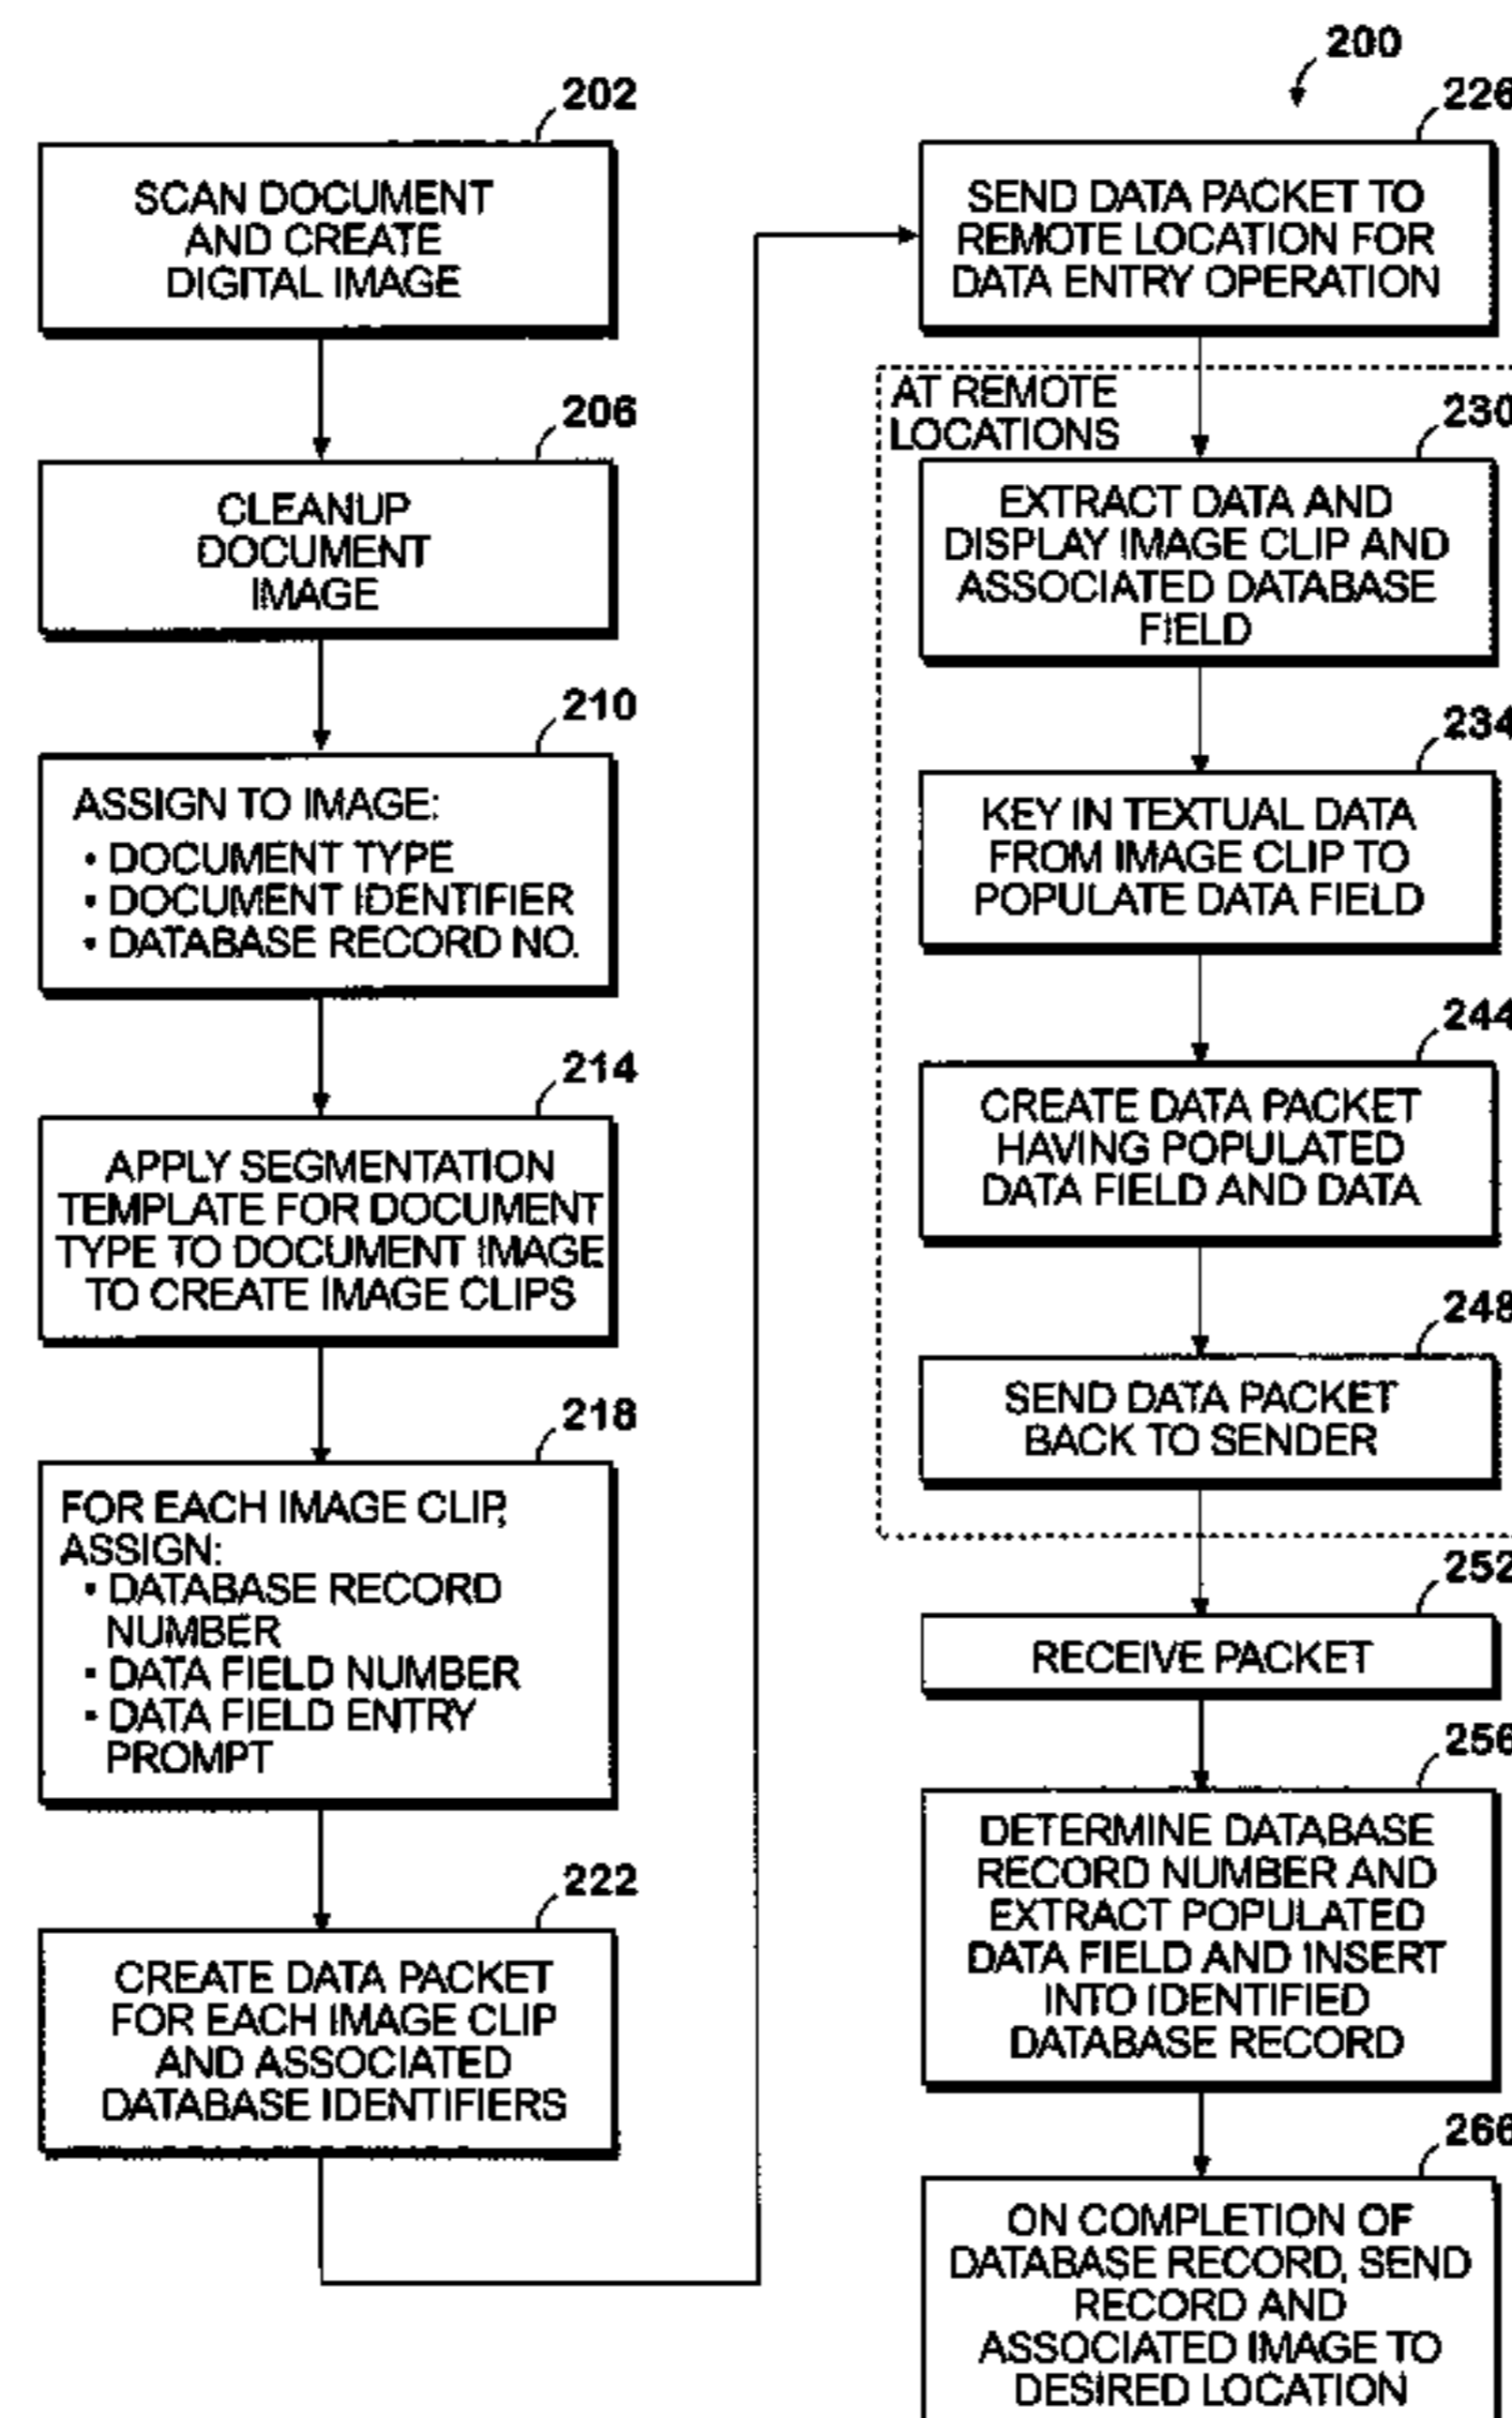 200
202
SCAN DOCUMENT
AND CREATE
DIGITAL IMAGE
206
CLEANUP
DOCUMENT
IMAGE
210
ASSIGN TO IMAGE:
• DOCUMENT TYPE
• DOCUMENT IDENTIFIER
• DATABASE RECORD NO.
214
APPLY SEGMENTATION
TEMPLATE FOR DOCUMENT
TYPE TO DOCUMENT IMAGE
TO CREATE IMAGE CLIPS
218
FOR EACH IMAGE CLIP,
ASSIGN:
• DATABASE RECORD
NUMBER
• DATA FIELD NUMBER
• DATA FIELD ENTRY
PROMPT
222
CREATE DATA PACKET
FOR EACH IMAGE CLIP
AND ASSOCIATED
DATABASE IDENTIFIERS
226
SEND DATA PACKET TO
REMOTE LOCATION FOR
DATA ENTRY OPERATION
AT REMOTE
LOCATIONS
230
EXTRACT DATA AND
DISPLAY IMAGE CLIP AND
ASSOCIATED DATABASE
FIELD
234
KEY IN TEXTUAL DATA
FROM IMAGE CLIP TO
POPULATE DATA FIELD
244
CREATE DATA PACKET
HAVING POPULATED
DATA FIELD AND DATA
248
SEND DATA PACKET
BACK TO SENDER
252
RECEIVE PACKET
256
DETERMINE DATABASE
RECORD NUMBER AND
EXTRACT POPULATED
DATA FIELD AND INSERT
INTO IDENTIFIED
DATABASE RECORD
266
ON COMPLETION OF
DATABASE RECORD, SEND
RECORD AND
ASSOCIATED IMAGE TO
DESIRED LOCATION